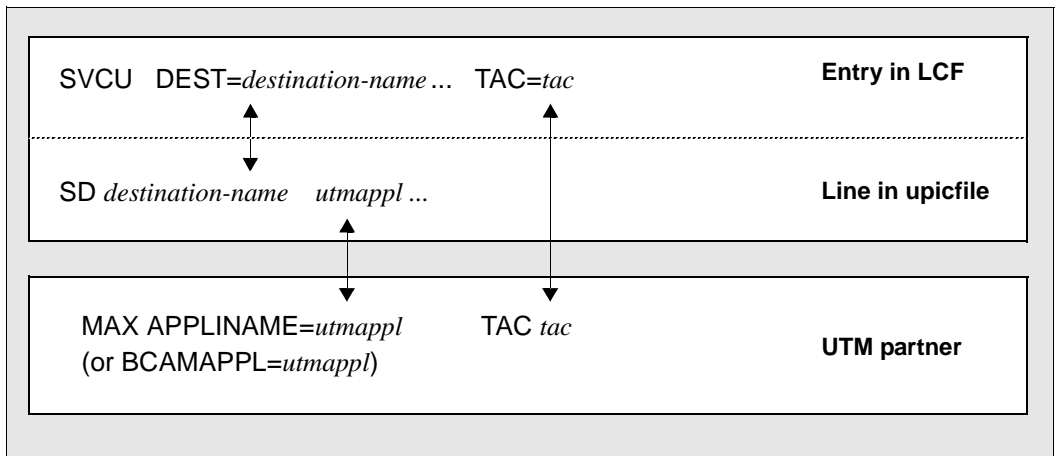 SVCU DEST=destination-name ... TAC=tac Entry in LCF
SD destination-name utmappl ... Line in upicfile
MAX APPLINAME=utmappl TAC tac
(or BCAMAPPL=utmappl) UTM partner